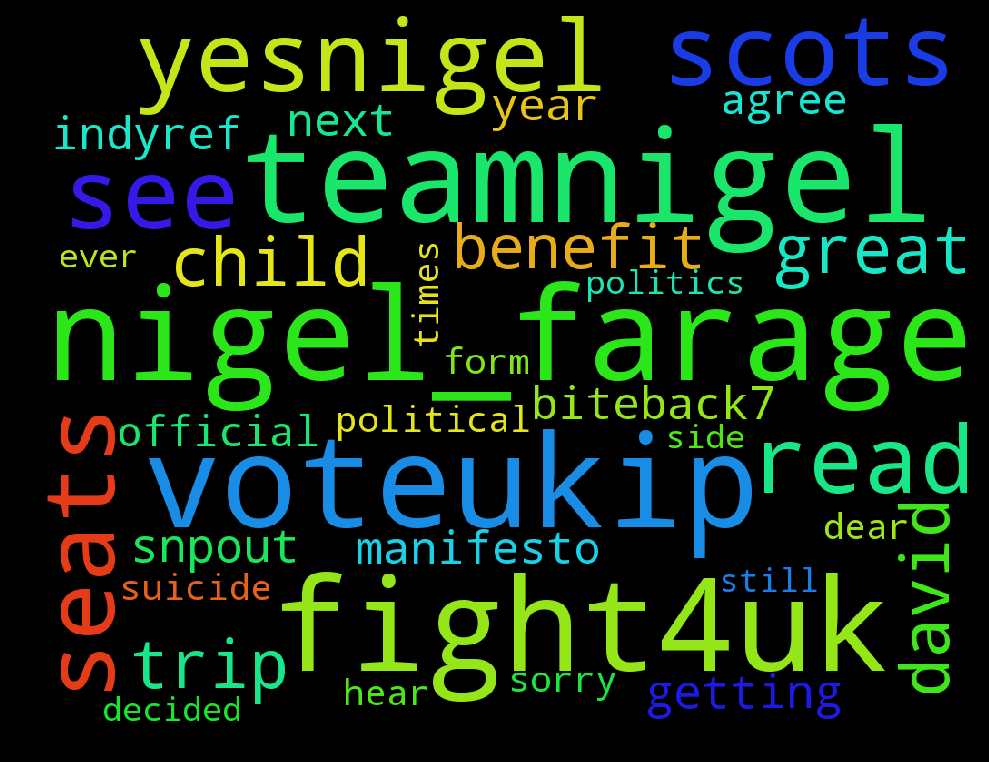 yesnigel
scots
year
agree
next
indyref
teamnigel
see
child
benefit
great
ever
times
politics
nigel_farage
form
biteback7
official
political
side
read
seats
voteukip
dear
david
snpout
manifesto
suicide
still
fight4uk
trip
hear
sorry
getting
decided